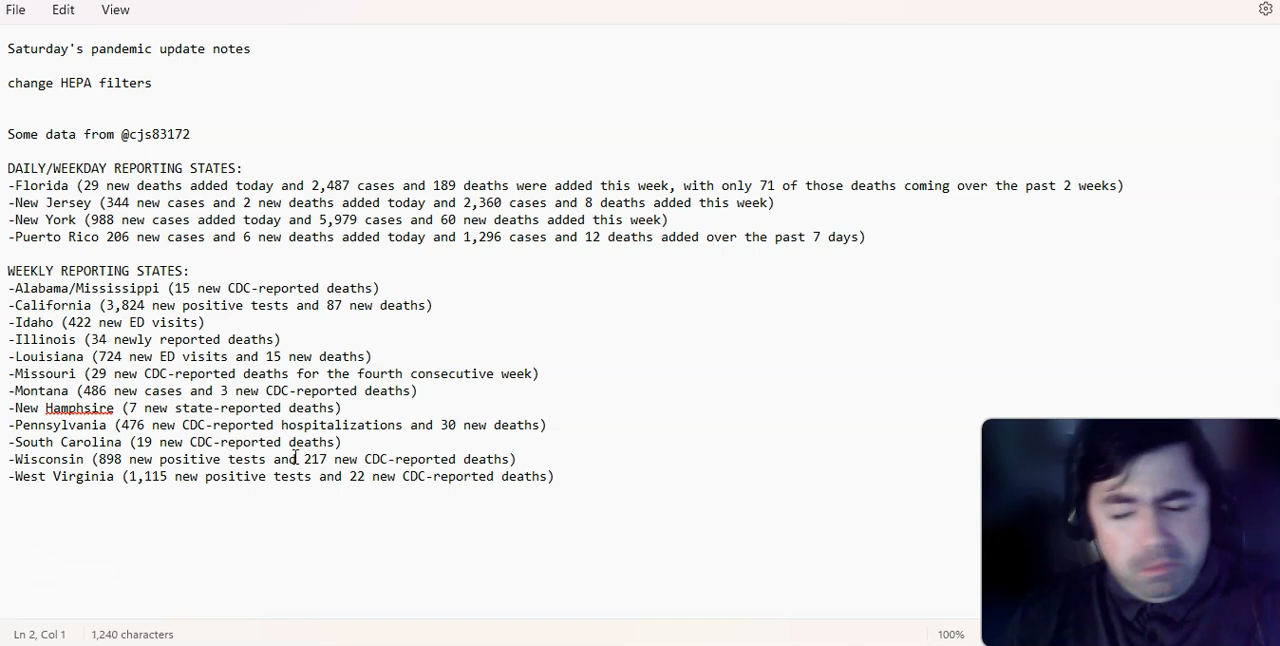 File Edit View
Saturday's pandemic update notes
change HEPA filters
Some data from @cjs83172
DAILY/WEEKDAY REPORTING STATES:
-Florida (29 new deaths added today and 2,487 cases and 189 deaths were added this week, with only 71 of those deaths coming over the past 2 weeks)
-New Jersey (344 new cases and 2 new deaths added today and 2,360 cases and 8 deaths added this week)
-New York (988 new cases added today and 5,979 cases and 60 new deaths added this week)
-Puerto Rico 206 new cases and 6 new deaths added today and 1,296 cases and 12 deaths added over the past 7 days)
WEEKLY REPORTING STATES:
-Alabama/Mississippi (15 new CDC-reported deaths)
-California (3,824 new positive tests and 87 new deaths)
-Idaho (422 new ED visits)
-Illinois (34 newly reported deaths)
-Louisiana (724 new ED visits and 15 new deaths)
-Missouri (29 new CDC-reported deaths for the fourth consecutive week)
-Montana (486 new cases and 3 new CDC-reported deaths)
-New Hamphsire (7 new state-reported deaths)
-Pennsylvania (476 new CDC-reported hospitalizations and 30 new deaths)
-South Carolina (19 new CDC-reported deaths)
-Wisconsin (898 new positive tests and 217 new CDC-reported deaths)
-West Virginia (1,115 new positive tests and 22 new CDC-reported deaths)
Ln 2, Col 1 1,240 characters 100%